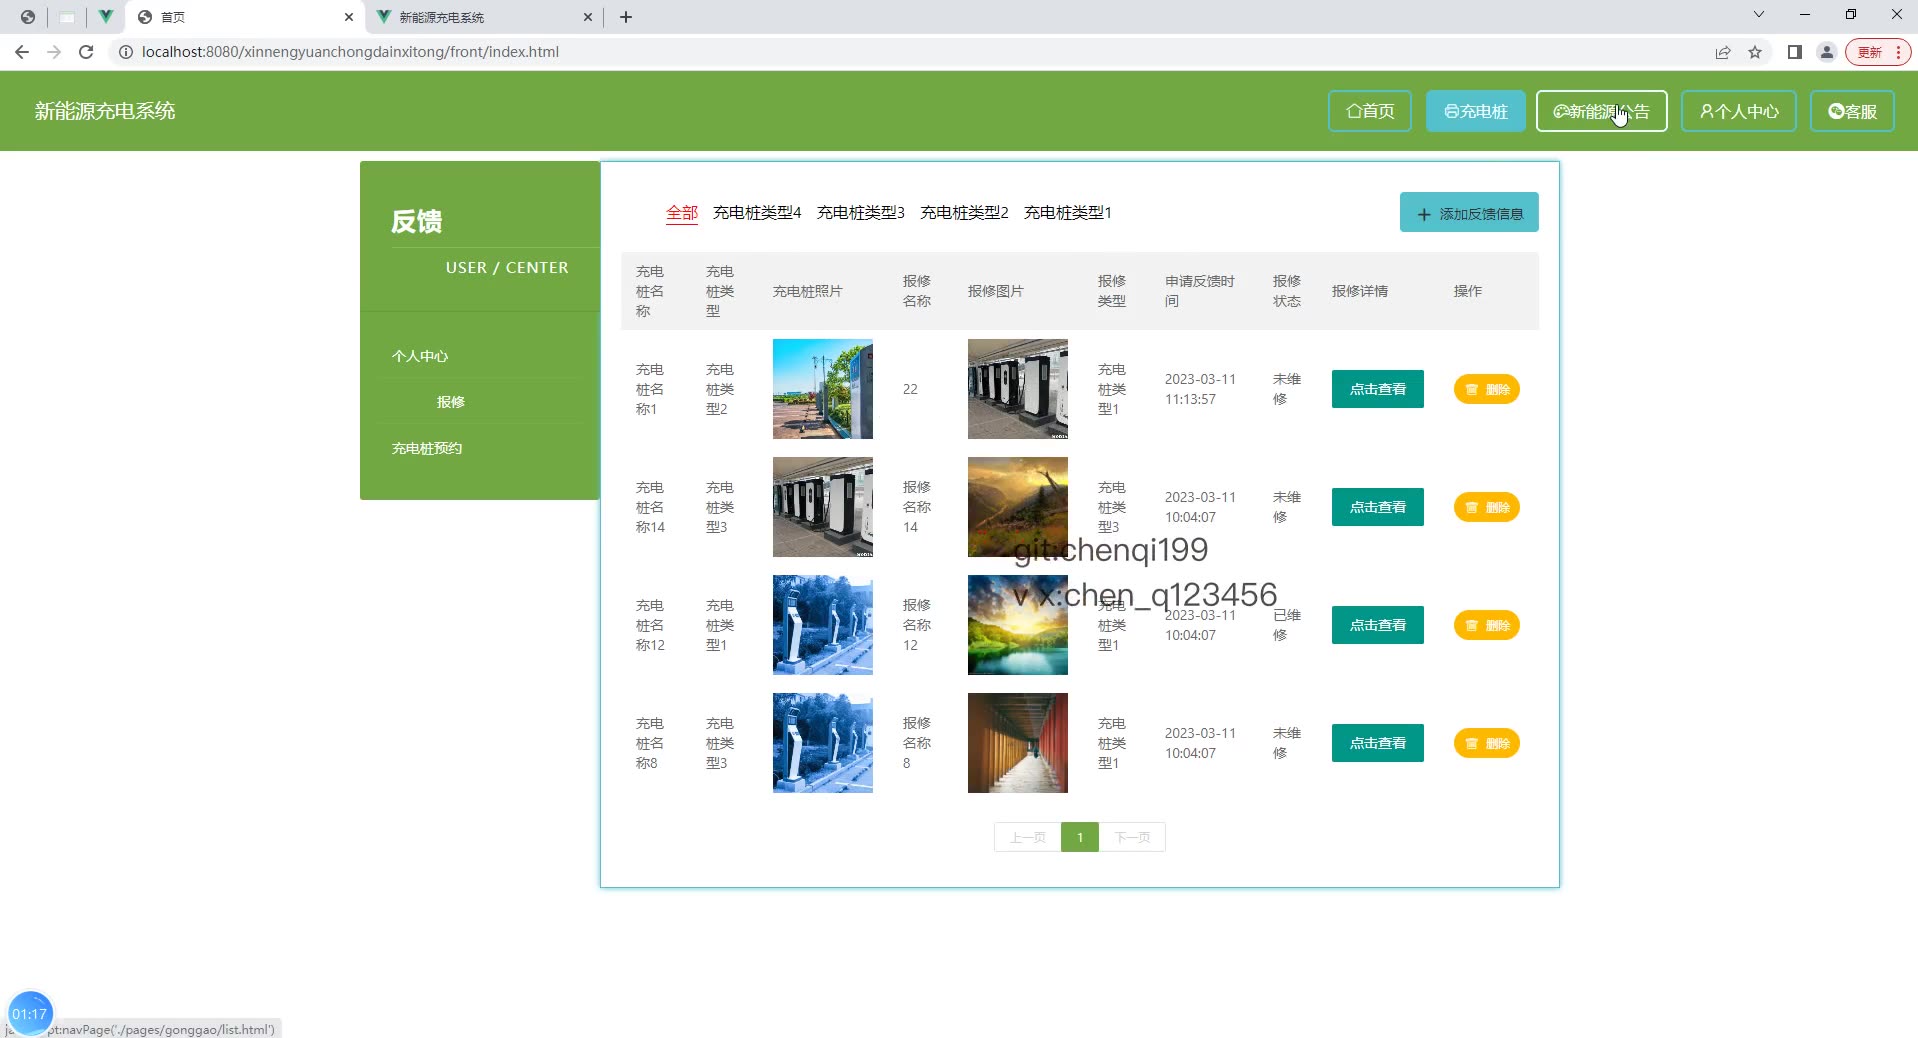 首页
新能源充电系统
localhost:8080/xinnengyuanchongdainxitong/front/index.html
更新
新能源充电系统
首页
充电桩
新能源公告
个人中心
客服
反馈
USER / CENTER
个人中心
报修
充电桩预约
全部 充电桩类型4 充电桩类型3 充电桩类型2 充电桩类型1
添加反馈信息
充电
桩名
称
充电
桩类
型
充电桩照片
报修
名称
报修图片
报修
类型
申请反馈时
间
报修
状态
报修详情
操作
充电
桩名
称1
充电
桩类
型2
22
充电
桩类
型1
2023-03-11
11:13:57
未维
修
点击查看
删除
充电
桩名
称14
充电
桩类
型3
报修
名称
14
充电
桩类
型3
2023-03-11
10:04:07
未维
修
点击查看
删除
git:chenqi199
v x:chen_q123456
充电
桩名
称12
充电
桩类
型1
报修
名称
12
充电
桩类
型1
2023-03-11
10:04:07
已维
修
点击查看
删除
充电
桩名
称8
充电
桩类
型3
报修
名称
8
充电
桩类
型1
2023-03-11
10:04:07
未维
修
点击查看
删除
上一页
1
下一页
01:17
pt:navPage('./pages/gonggao/list.html')